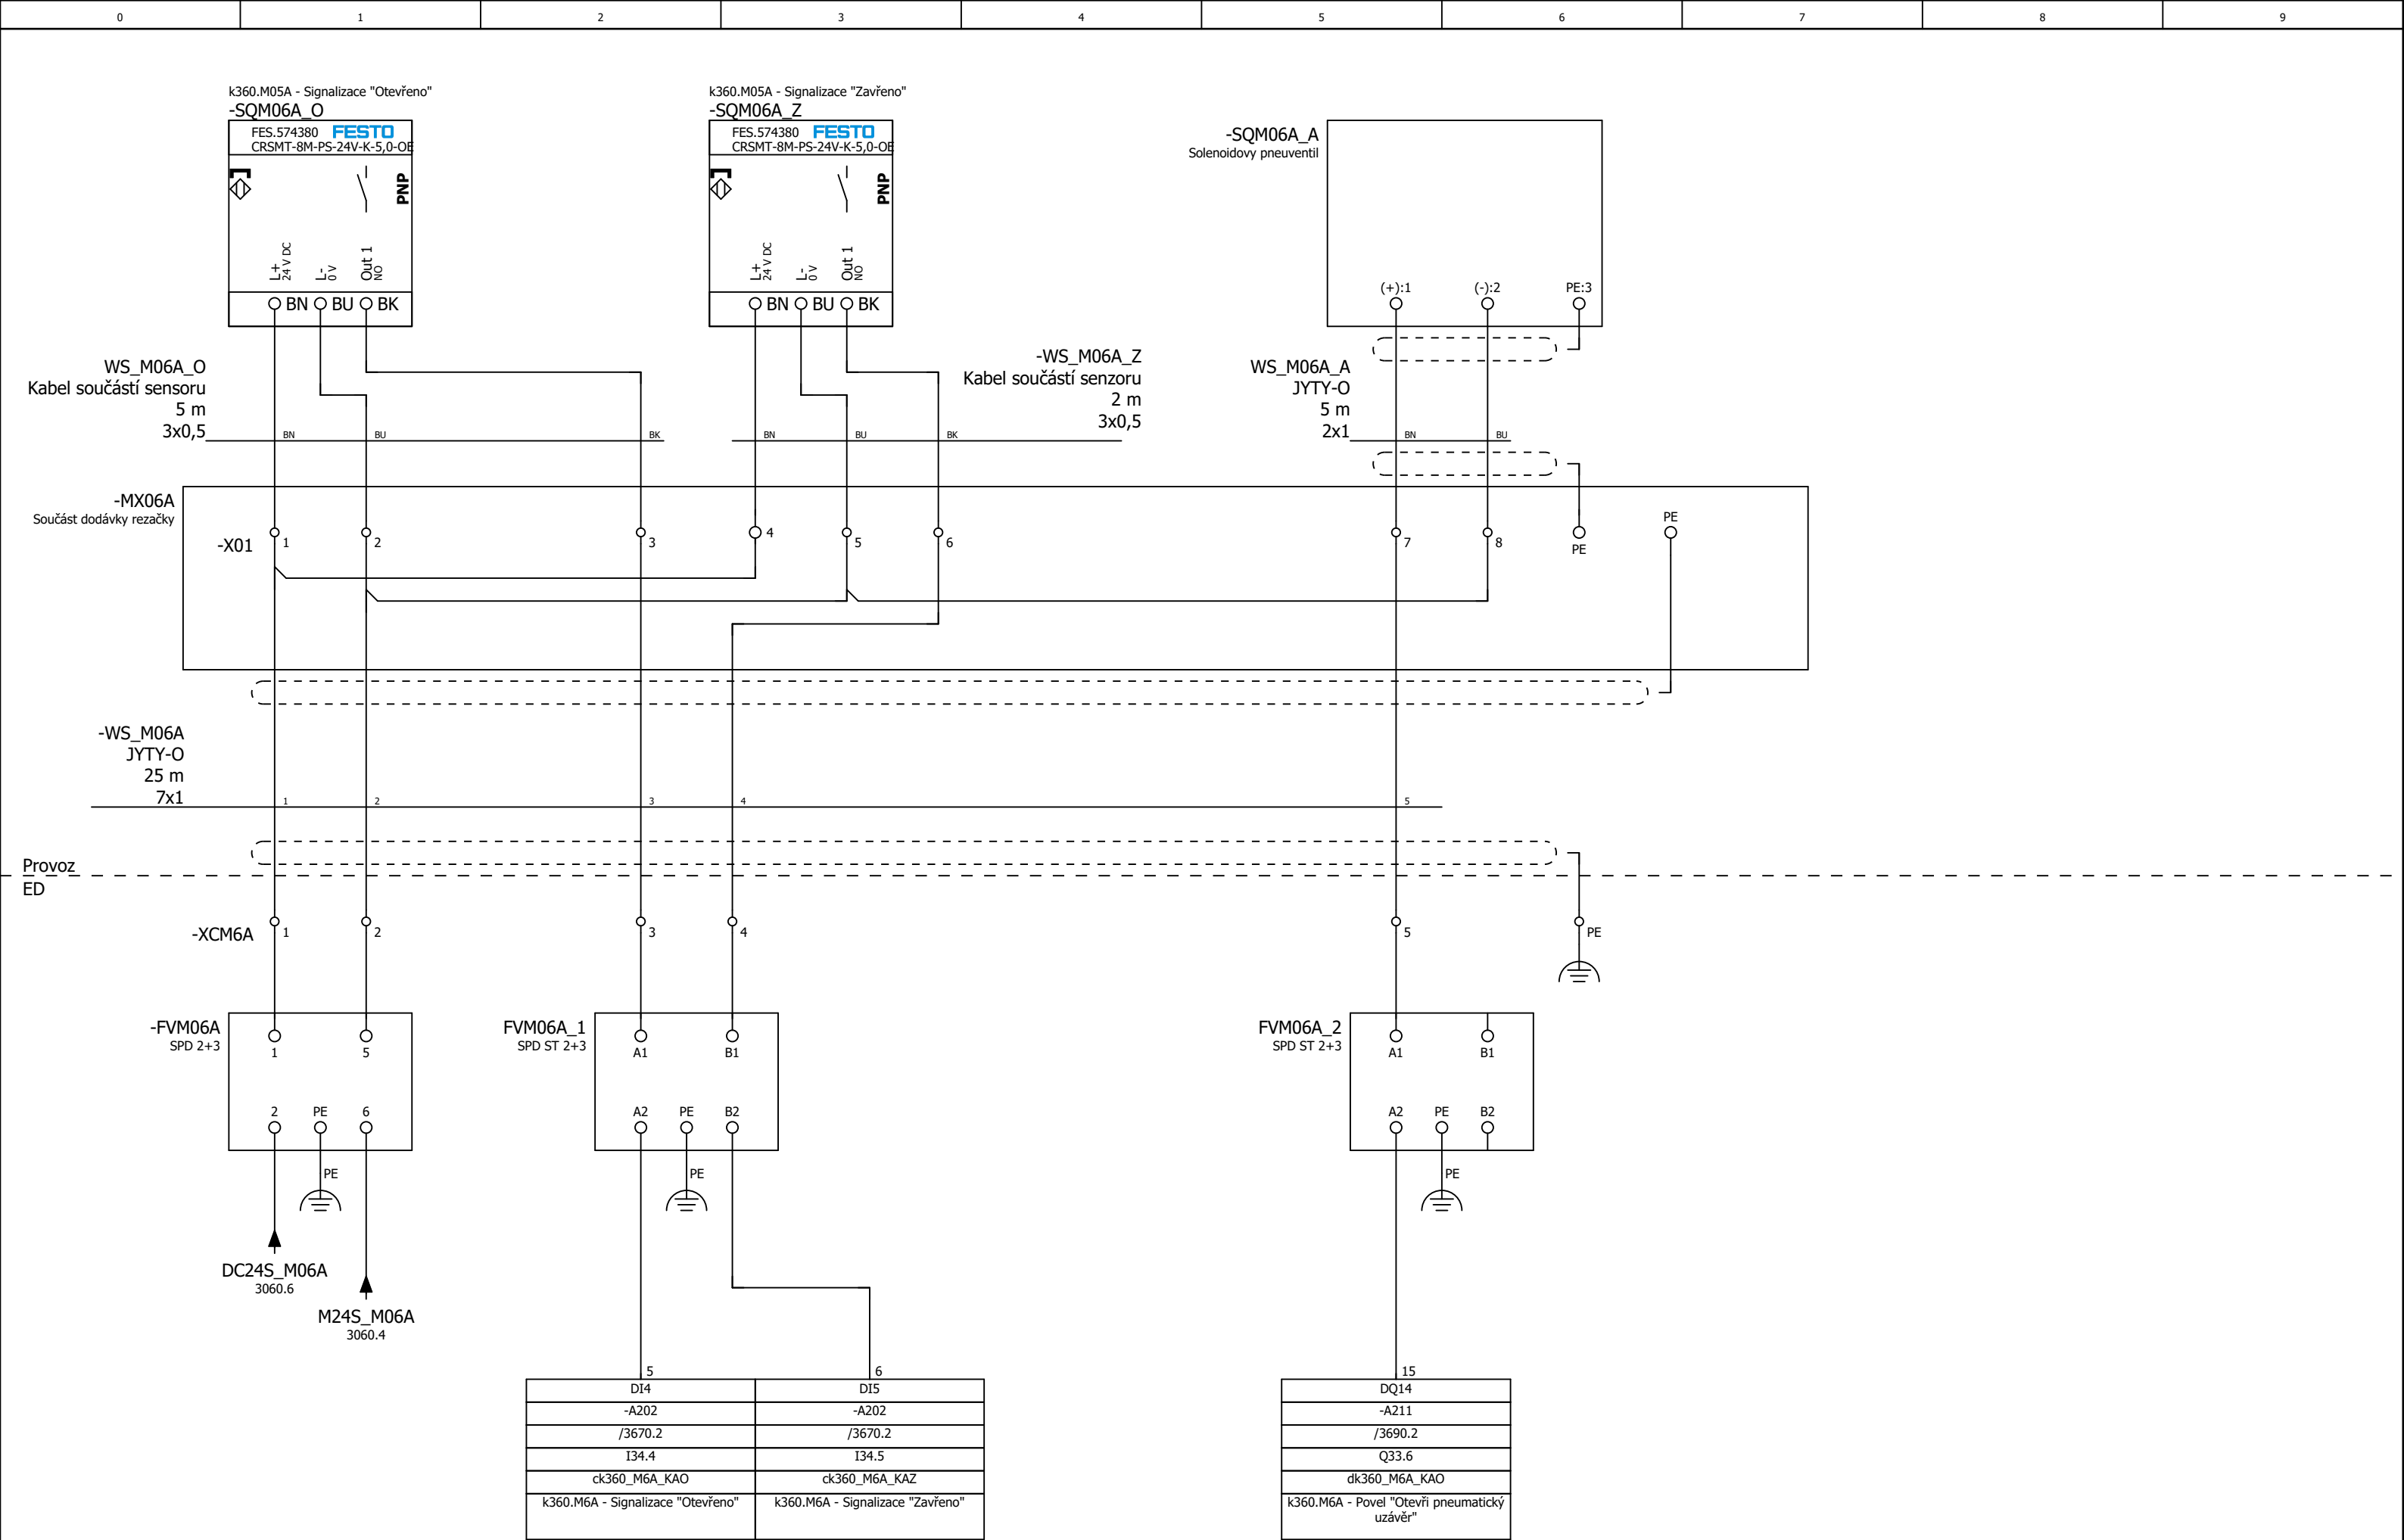 0 1 2 3 4 5 6 7 8 9
k360.M05A - Signalizace "Otevřeno"
-SQM06A_O
FES.574380 FESTO
CRSMT-8M-PS-24V-K-5,0-OE
PNP
L+
24 V DC
L-
0 V
Out 1
NO
BN BU BK
k360.M05A - Signalizace "Zavřeno"
-SQM06A_Z
FES.574380 FESTO
CRSMT-8M-PS-24V-K-5,0-OE
PNP
L+
24 V DC
L-
0 V
Out 1
NO
BN BU BK
-SQM06A_A
Solenoidovy pneuventil
(+):1 (-):2 PE:3
WS_M06A_O
Kabel součástí sensoru
5 m
3x0,5
BN BU BK
-WS_M06A_Z
Kabel součástí senzoru
2 m
3x0,5
BN BU BK
WS_M06A_A
JYTY-O
5 m
2x1
BN BU
-MX06A
Součást dodávky rezačky
-X01
1 2 3 4 5 6 7 8 PE PE
-WS_M06A
JYTY-O
25 m
7x1
1 2 3 4 5
Provoz
ED
-XCM6A
1 2 3 4 5 PE
-FVM06A
SPD 2+3
1 5
2 PE 6
PE
FVM06A_1
SPD ST 2+3
A1 B1
A2 PE B2
PE
FVM06A_2
SPD ST 2+3
A1 B1
A2 PE B2
PE
DC24S_M06A
3060.6
M24S_M06A
3060.4
5 6 15
DI4 DI5 DQ14
-A202 -A202 -A211
/3670.2 /3670.2 /3690.2
I34.4 I34.5 Q33.6
ck360_M6A_KAO ck360_M6A_KAZ dk360_M6A_KAO
k360.M6A - Signalizace "Otevřeno" k360.M6A - Signalizace "Zavřeno" k360.M6A - Povel "Otevři pneumatický
uzávěr"